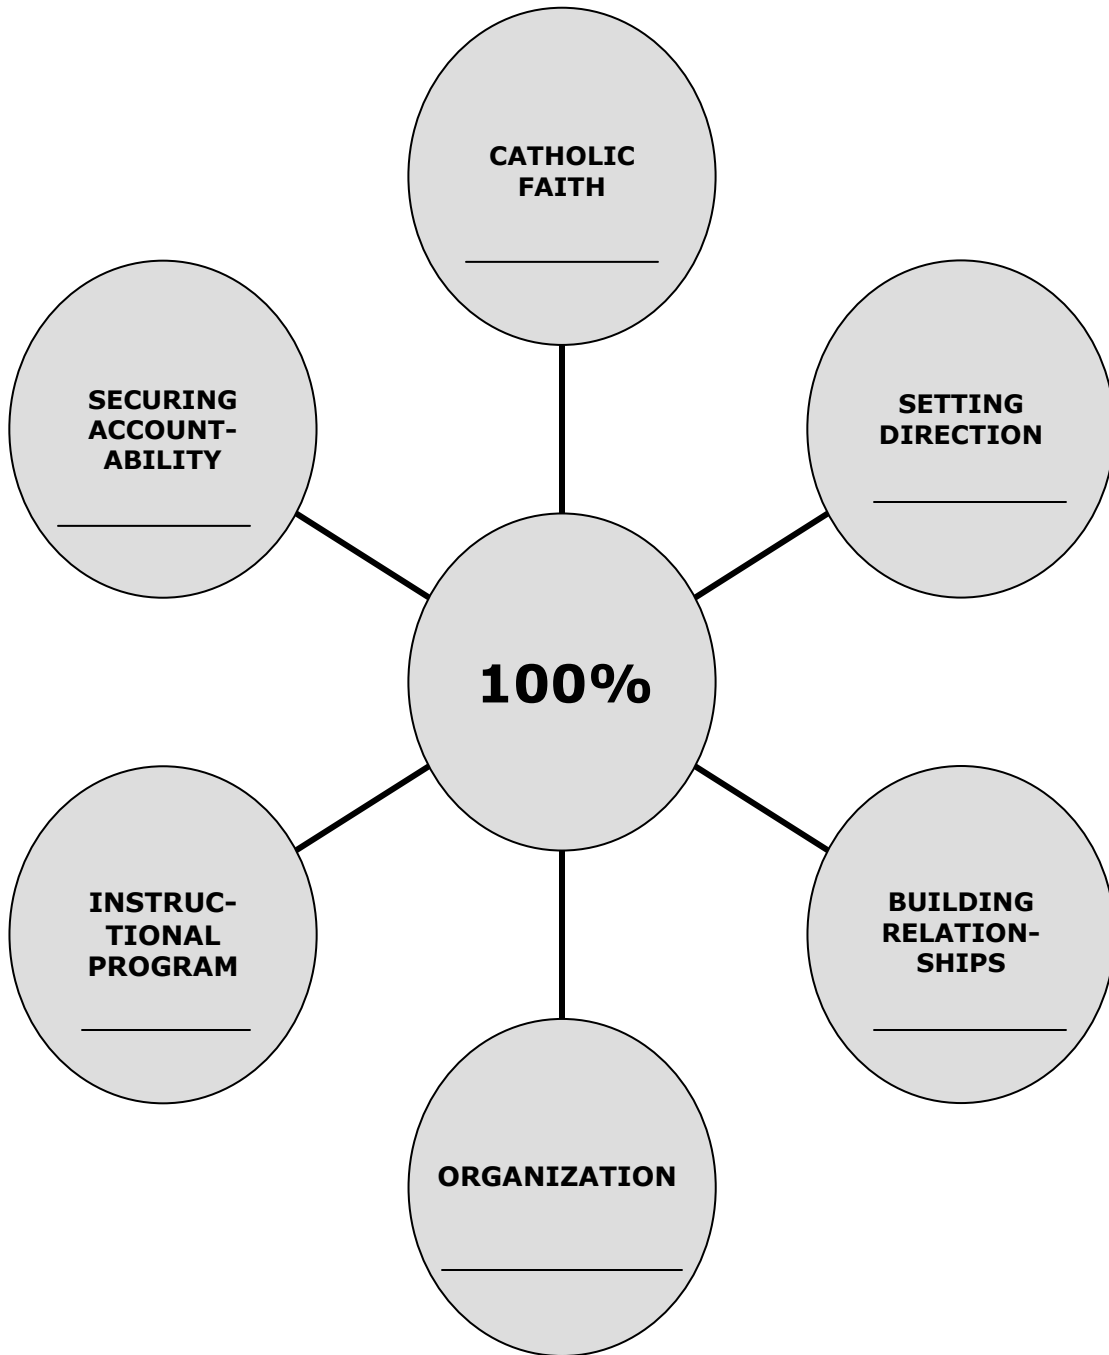 CATHOLIC
FAITH
SECURING
ACCOUNT-
ABILITY
SETTING
DIRECTION
100%
INSTRUC-
TIONAL
PROGRAM
BUILDING
RELATION-
SHIPS
ORGANIZATION